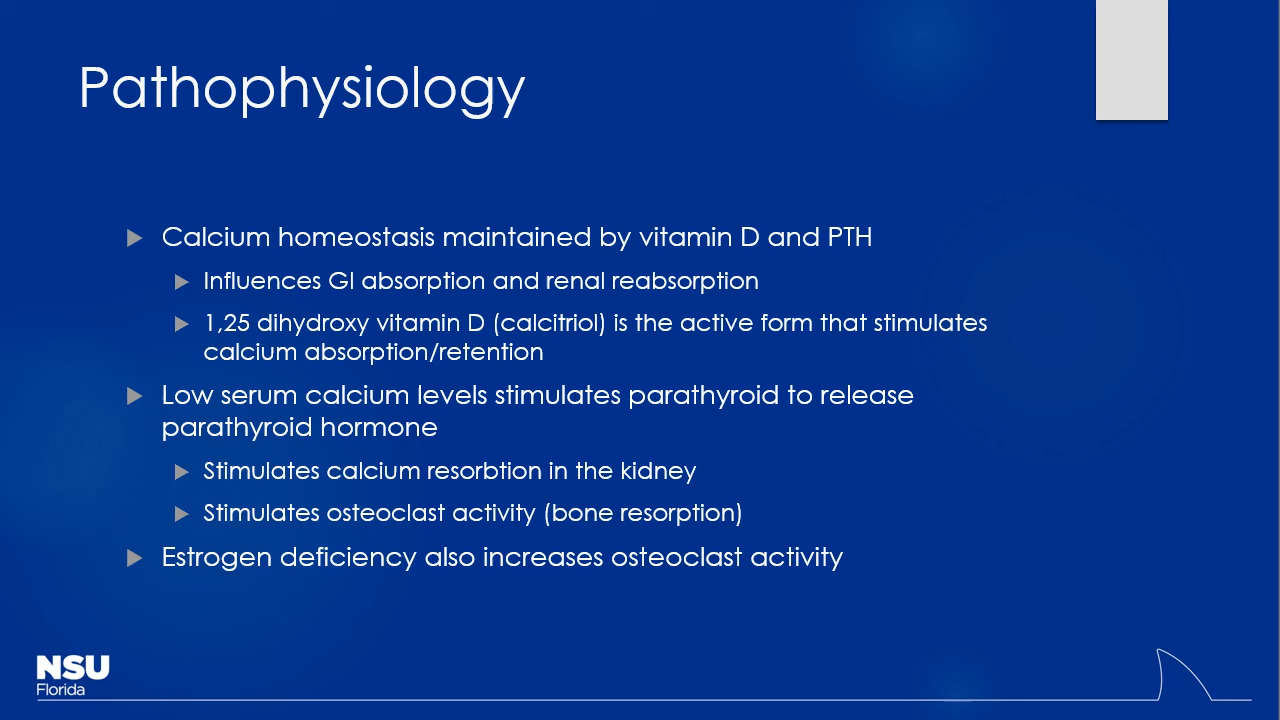 Pathophysiology
Calcium homeostasis maintained by vitamin D and PTH
Influences GI absorption and renal reabsorption
1,25 dihydroxy vitamin D (calcitriol) is the active form that stimulates
calcium absorption/retention
Low serum calcium levels stimulates parathyroid to release
parathyroid hormone
Stimulates calcium resorbtion in the kidney
Stimulates osteoclast activity (bone resorption)
Estrogen deficiency also increases osteoclast activity
NSU
Florida